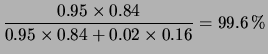 0.95 × 0.84
0.95 × 0.84 + 0.02 × 0.16
= 99.6 %